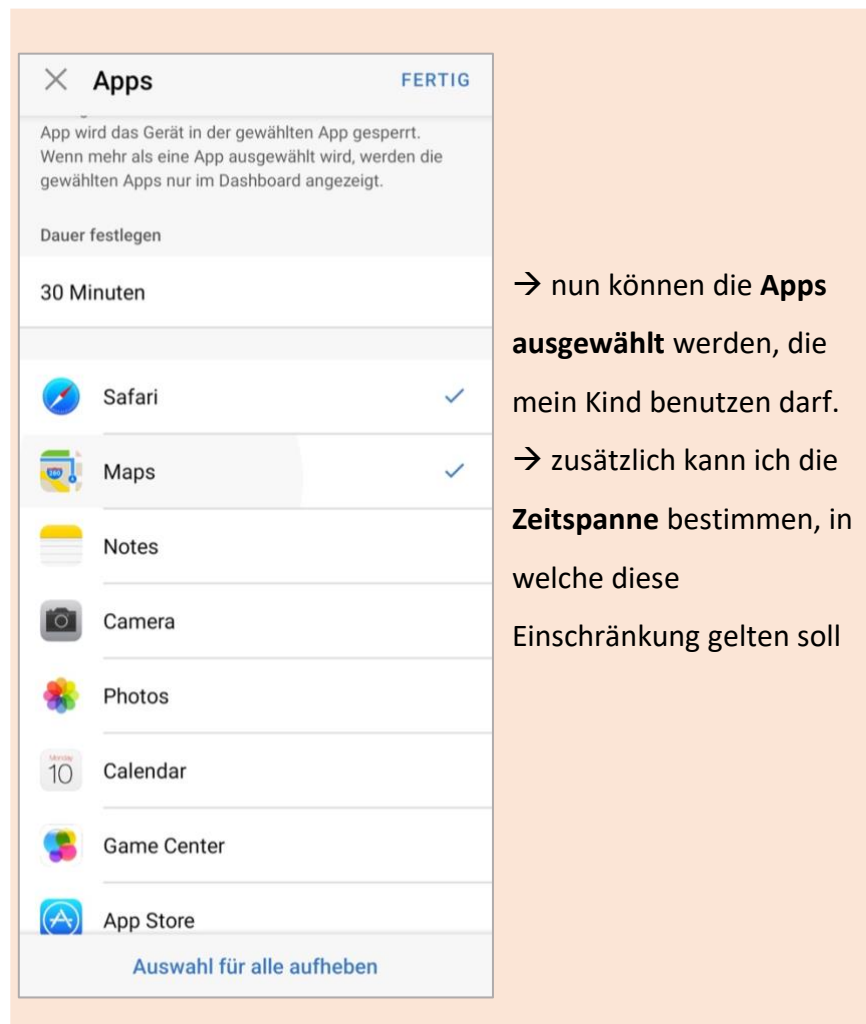 Apps
FERTIG
App wird das Gerät in der gewählten App gesperrt.
Wenn mehr als eine App ausgewählt wird, werden die
gewählten Apps nur im Dashboard angezeigt.
Dauer festlegen
30 Minuten
Safari
Maps
Notes
Camera
Photos
Monday
10
Calendar
Game Center
App Store
Auswahl für alle aufheben
→ nun können die Apps
ausgewählt werden, die
mein Kind benutzen darf.
→ zusätzlich kann ich die
Zeitspanne bestimmen, in
welche diese
Einschränkung gelten soll